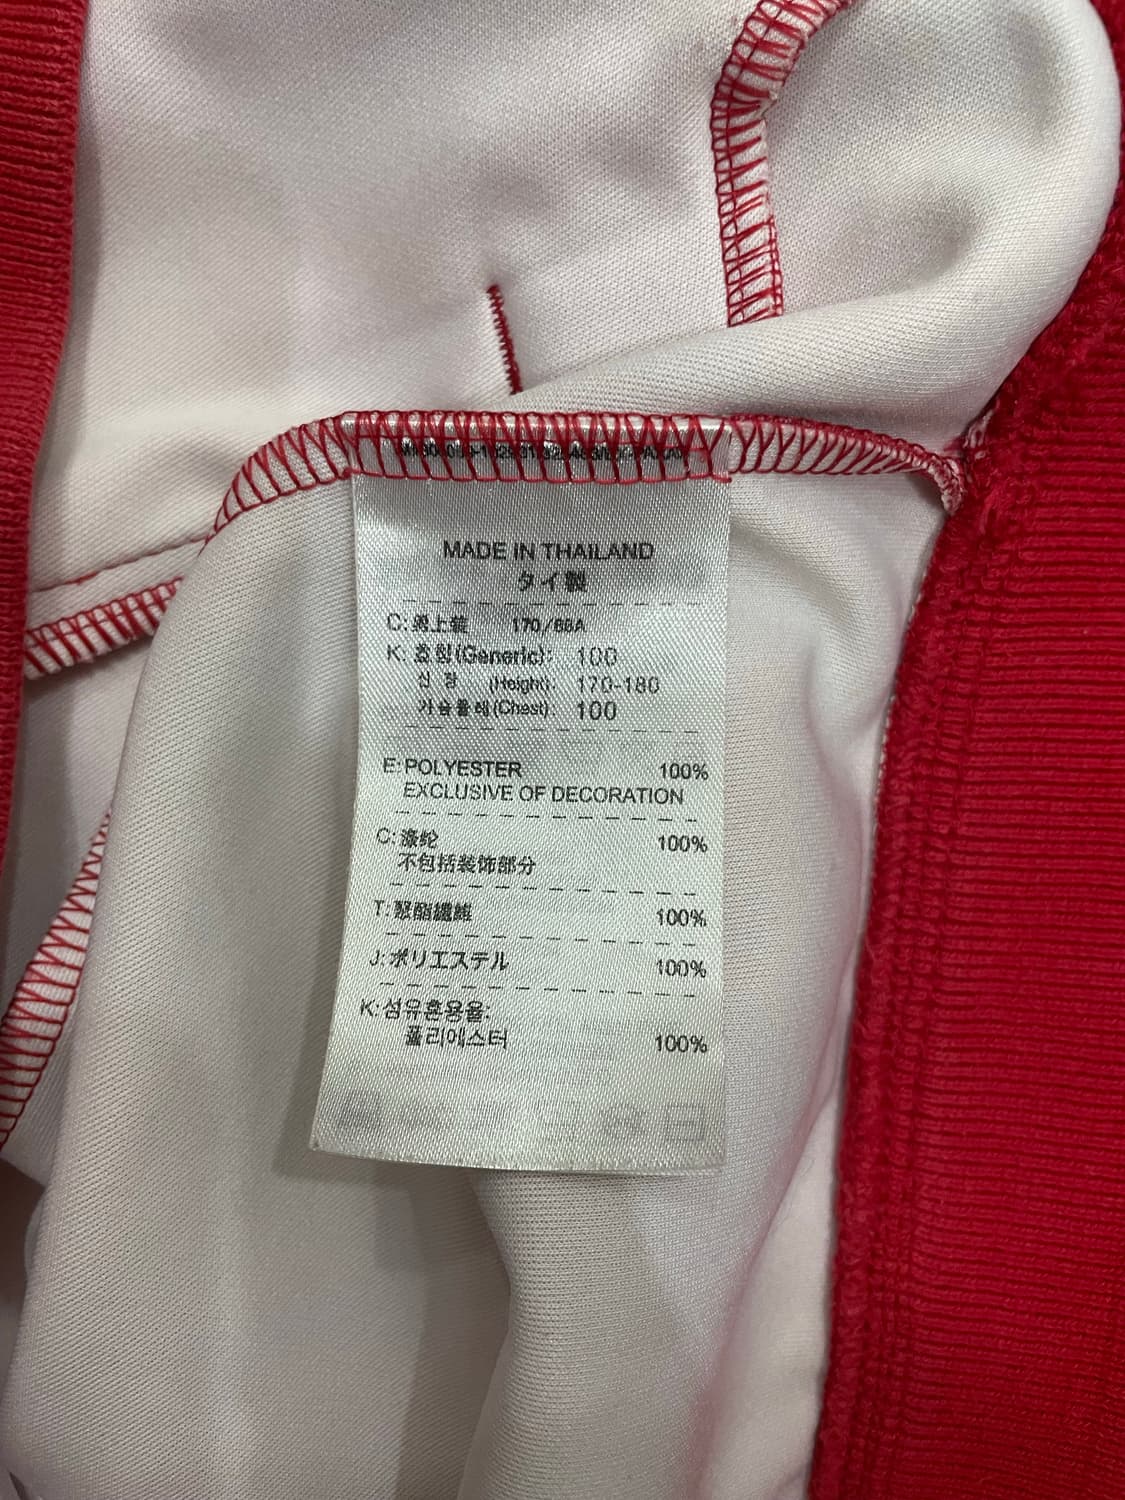 MADE IN THAILAND
タイ製
C: 男上装 170/88A
K: 호칭(Generic): 100
신 장 (Height): 170-180
가슴둘레(Chest): 100
E: POLYESTER 100%
EXCLUSIVE OF DECORATION
C: 涤纶 100%
不包括装饰部分
T: 聚酯纖維 100%
J: ポリエステル 100%
K: 섬유혼용율:
폴리에스터 100%